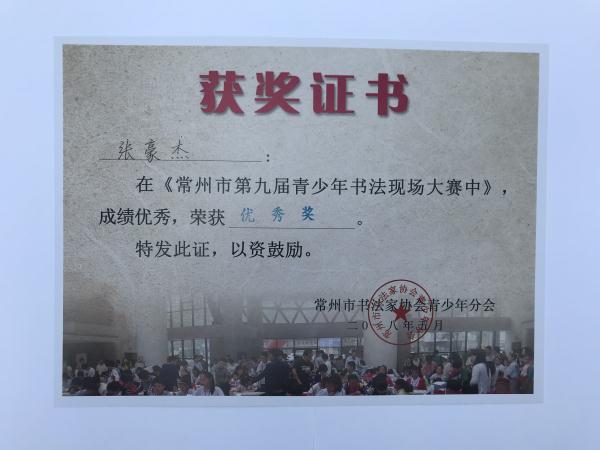 获奖证书
张豪杰：
在《常州市第九届青少年书法现场大赛中》，
成绩优秀，荣获 优秀奖 。
特发此证，以资鼓励。
常州市书法家协会青少年分会
二〇一八年五月